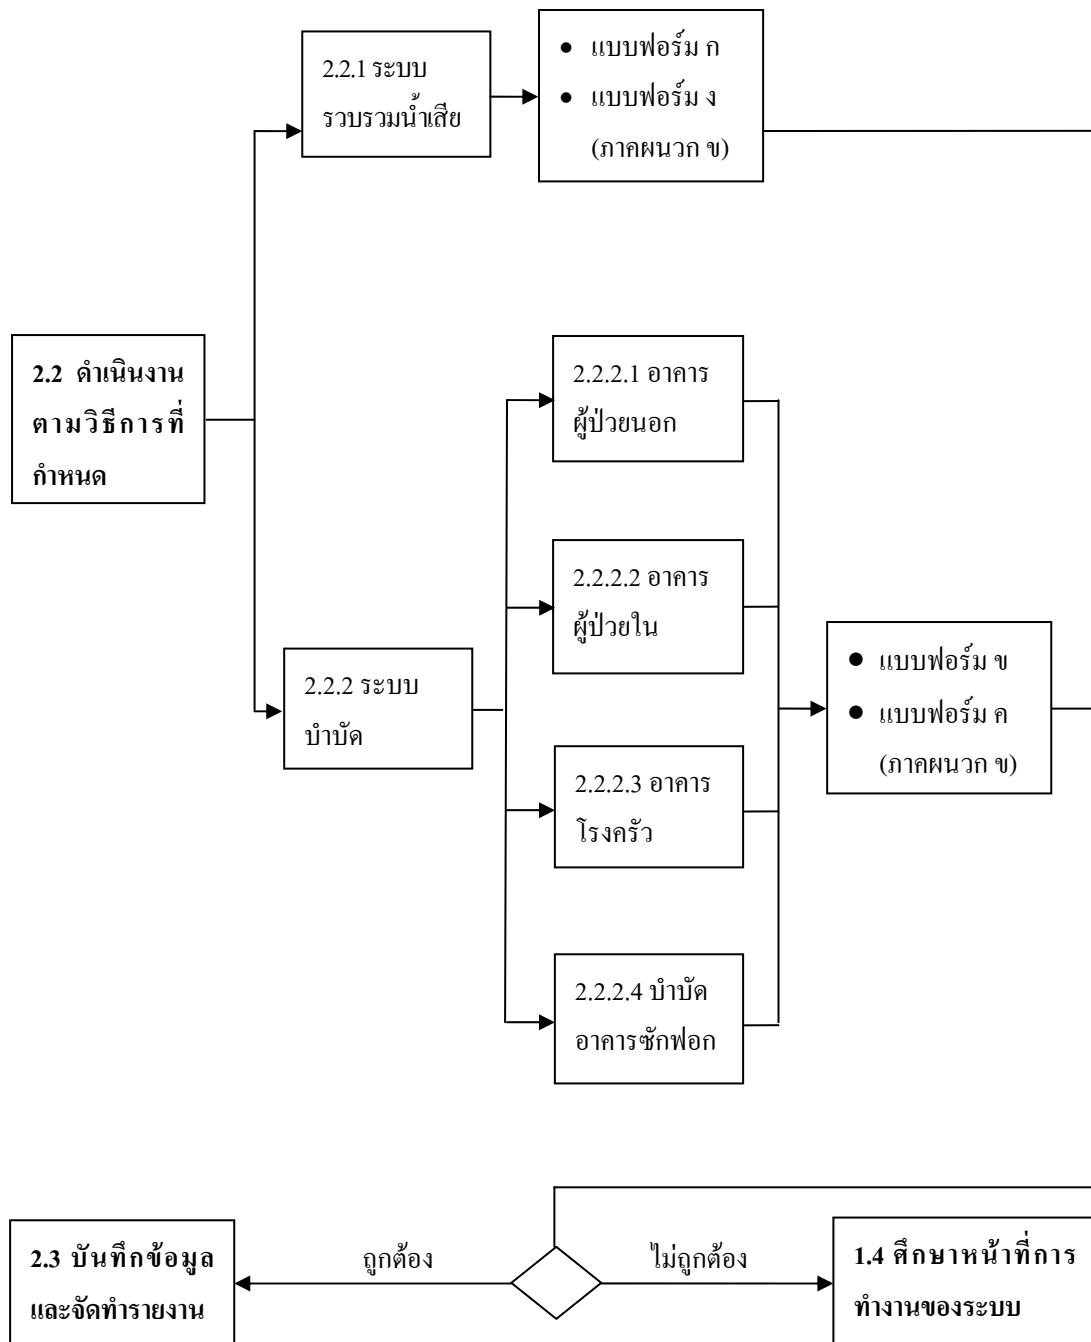 2.2.1 ระบบ
รวบรวมน้ำเสีย
● แบบฟอร์ม ก
● แบบฟอร์ม ง
(ภาคผนวก ข)
2.2 ดำเนินงาน
ตามวิธีการที่
กำหนด
2.2.2 ระบบ
บำบัด
2.2.2.1 อาคาร
ผู้ป่วยนอก
2.2.2.2 อาคาร
ผู้ป่วยใน
2.2.2.3 อาคาร
โรงครัว
2.2.2.4 บำบัด
อาคารซักฟอก
● แบบฟอร์ม ข
● แบบฟอร์ม ค
(ภาคผนวก ข)
2.3 บันทึกข้อมูล
และจัดทำรายงาน
ถูกต้อง
ไม่ถูกต้อง
1.4 ศึกษาหน้าที่การ
ทำงานของระบบ